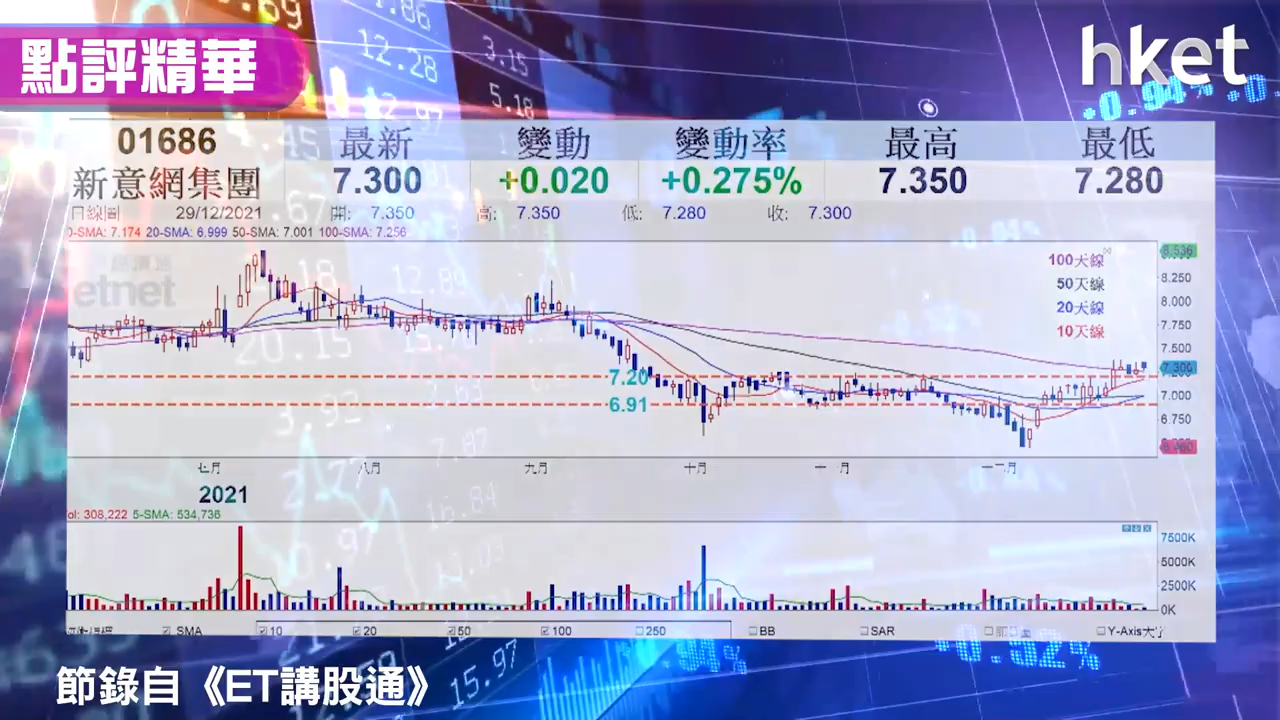 點評精華
hket
01686 最新 變動 變動率 最高 最低
新意網集團 7.300 +0.020 +0.275% 7.350 7.280
日線圖 29/12/2021 開: 7.350 高: 7.350 低: 7.280 收: 7.300
0-SMA: 7.174 20-SMA: 6.999 50-SMA: 7.001 100-SMA: 7.256
etnet
100天線
50天線
20天線
10天線
8.250
8.000
7.750
7.500
7.300
7.000
6.750
7.20
6.91
七月 八月 九月 十月 十一月 十二月
2021
ol: 308,222 5-SMA: 534,736
7500K
5000K
2500K
0K
SMA 10 20 50 100 250 BB SAR Y-Axis大
節錄自《ET講股通》